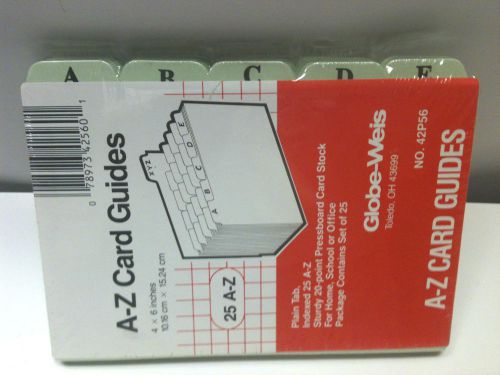 A B C D E
A-Z Card Guides
4 x 6 inches
10.16 cm x 15.24 cm
25 A-Z
X Y Z
E
D
C
B
A
Plain Tab,
Indexed 25 A-Z
Sturdy 20-point Pressboard Card Stock
For Home, School or Office
Package Contains Set of 25
Globe-Weis
Toledo, OH 43699
NO. 42P56
A-Z CARD GUIDES
0 78973 42560 1